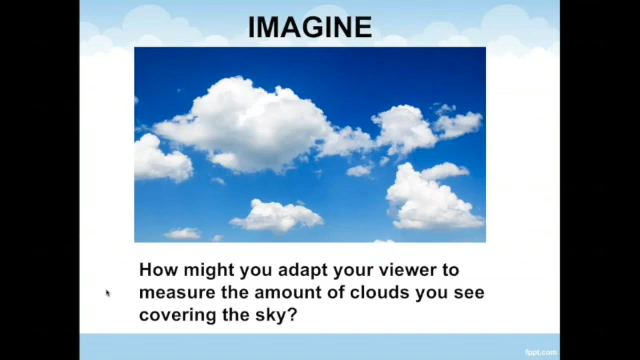 IMAGINE
How might you adapt your viewer to
measure the amount of clouds you see
covering the sky?
fppt.com